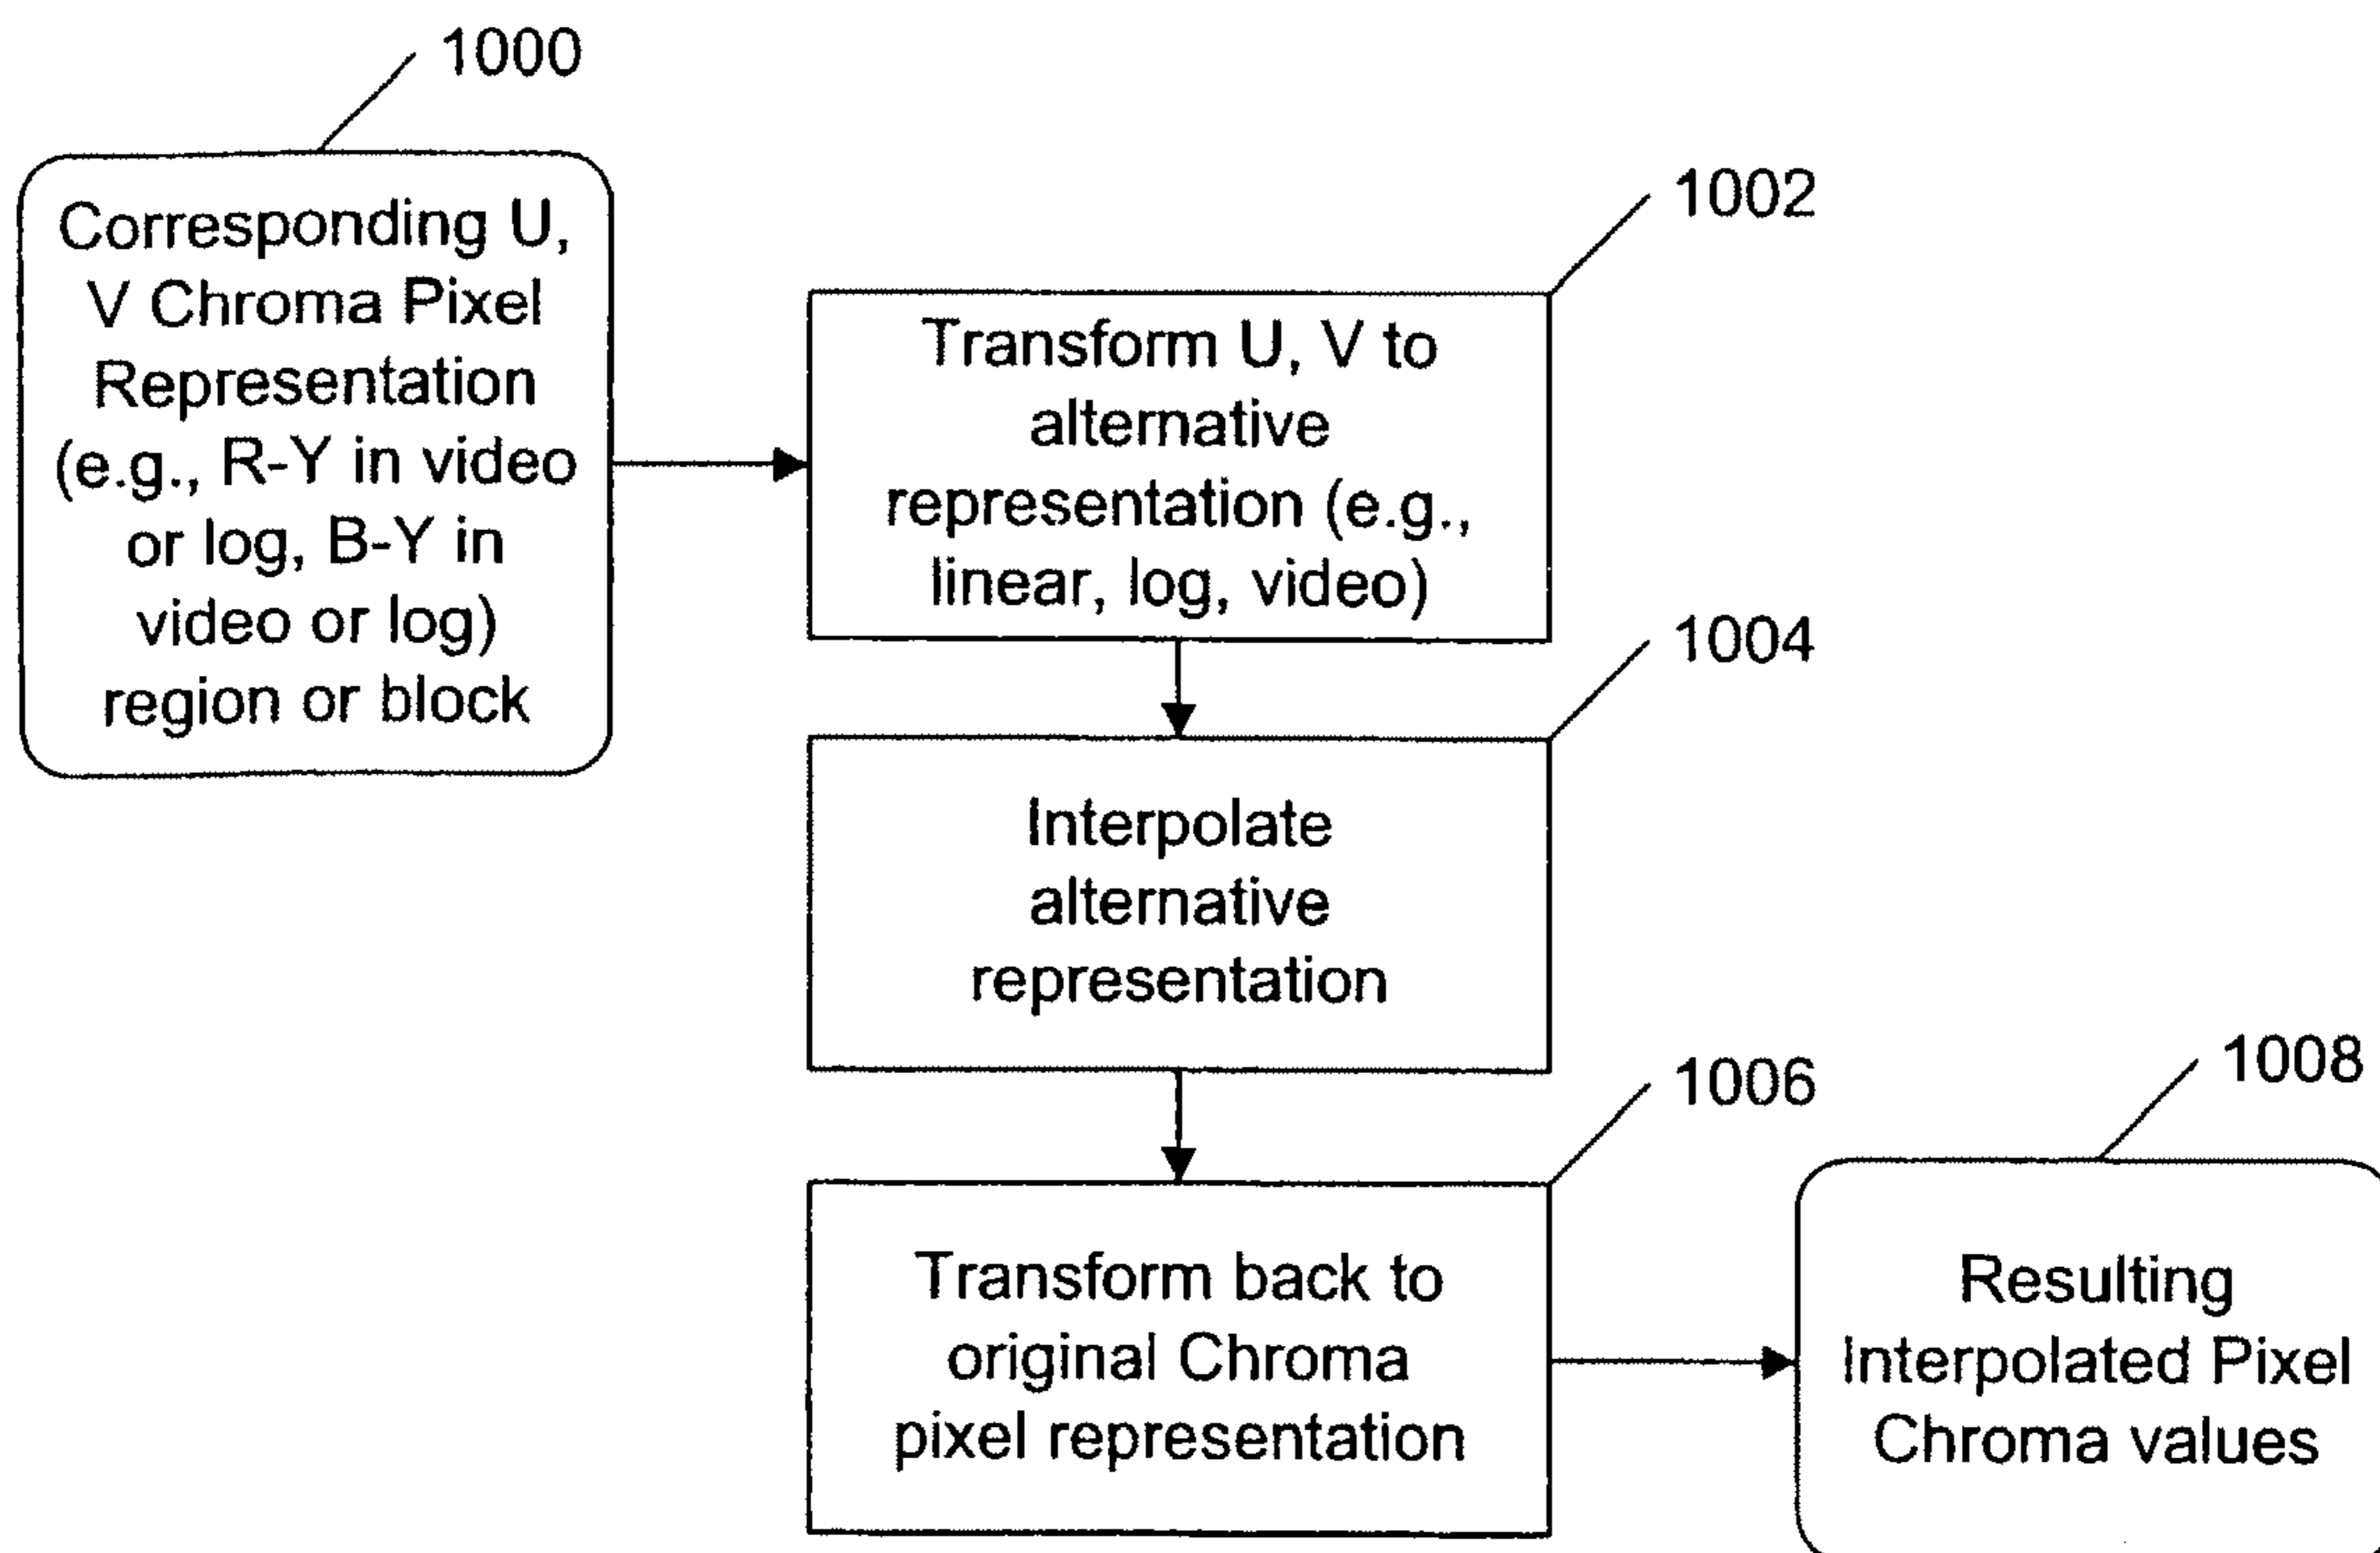 1000
Corresponding U,
V Chroma Pixel
Representation
(e.g., R-Y in video
or log, B-Y in
video or log)
region or block
1002
Transform U, V to
alternative
representation (e.g.,
linear, log, video)
1004
Interpolate
alternative
representation
1006
Transform back to
original Chroma
pixel representation
1008
Resulting
Interpolated Pixel
Chroma values